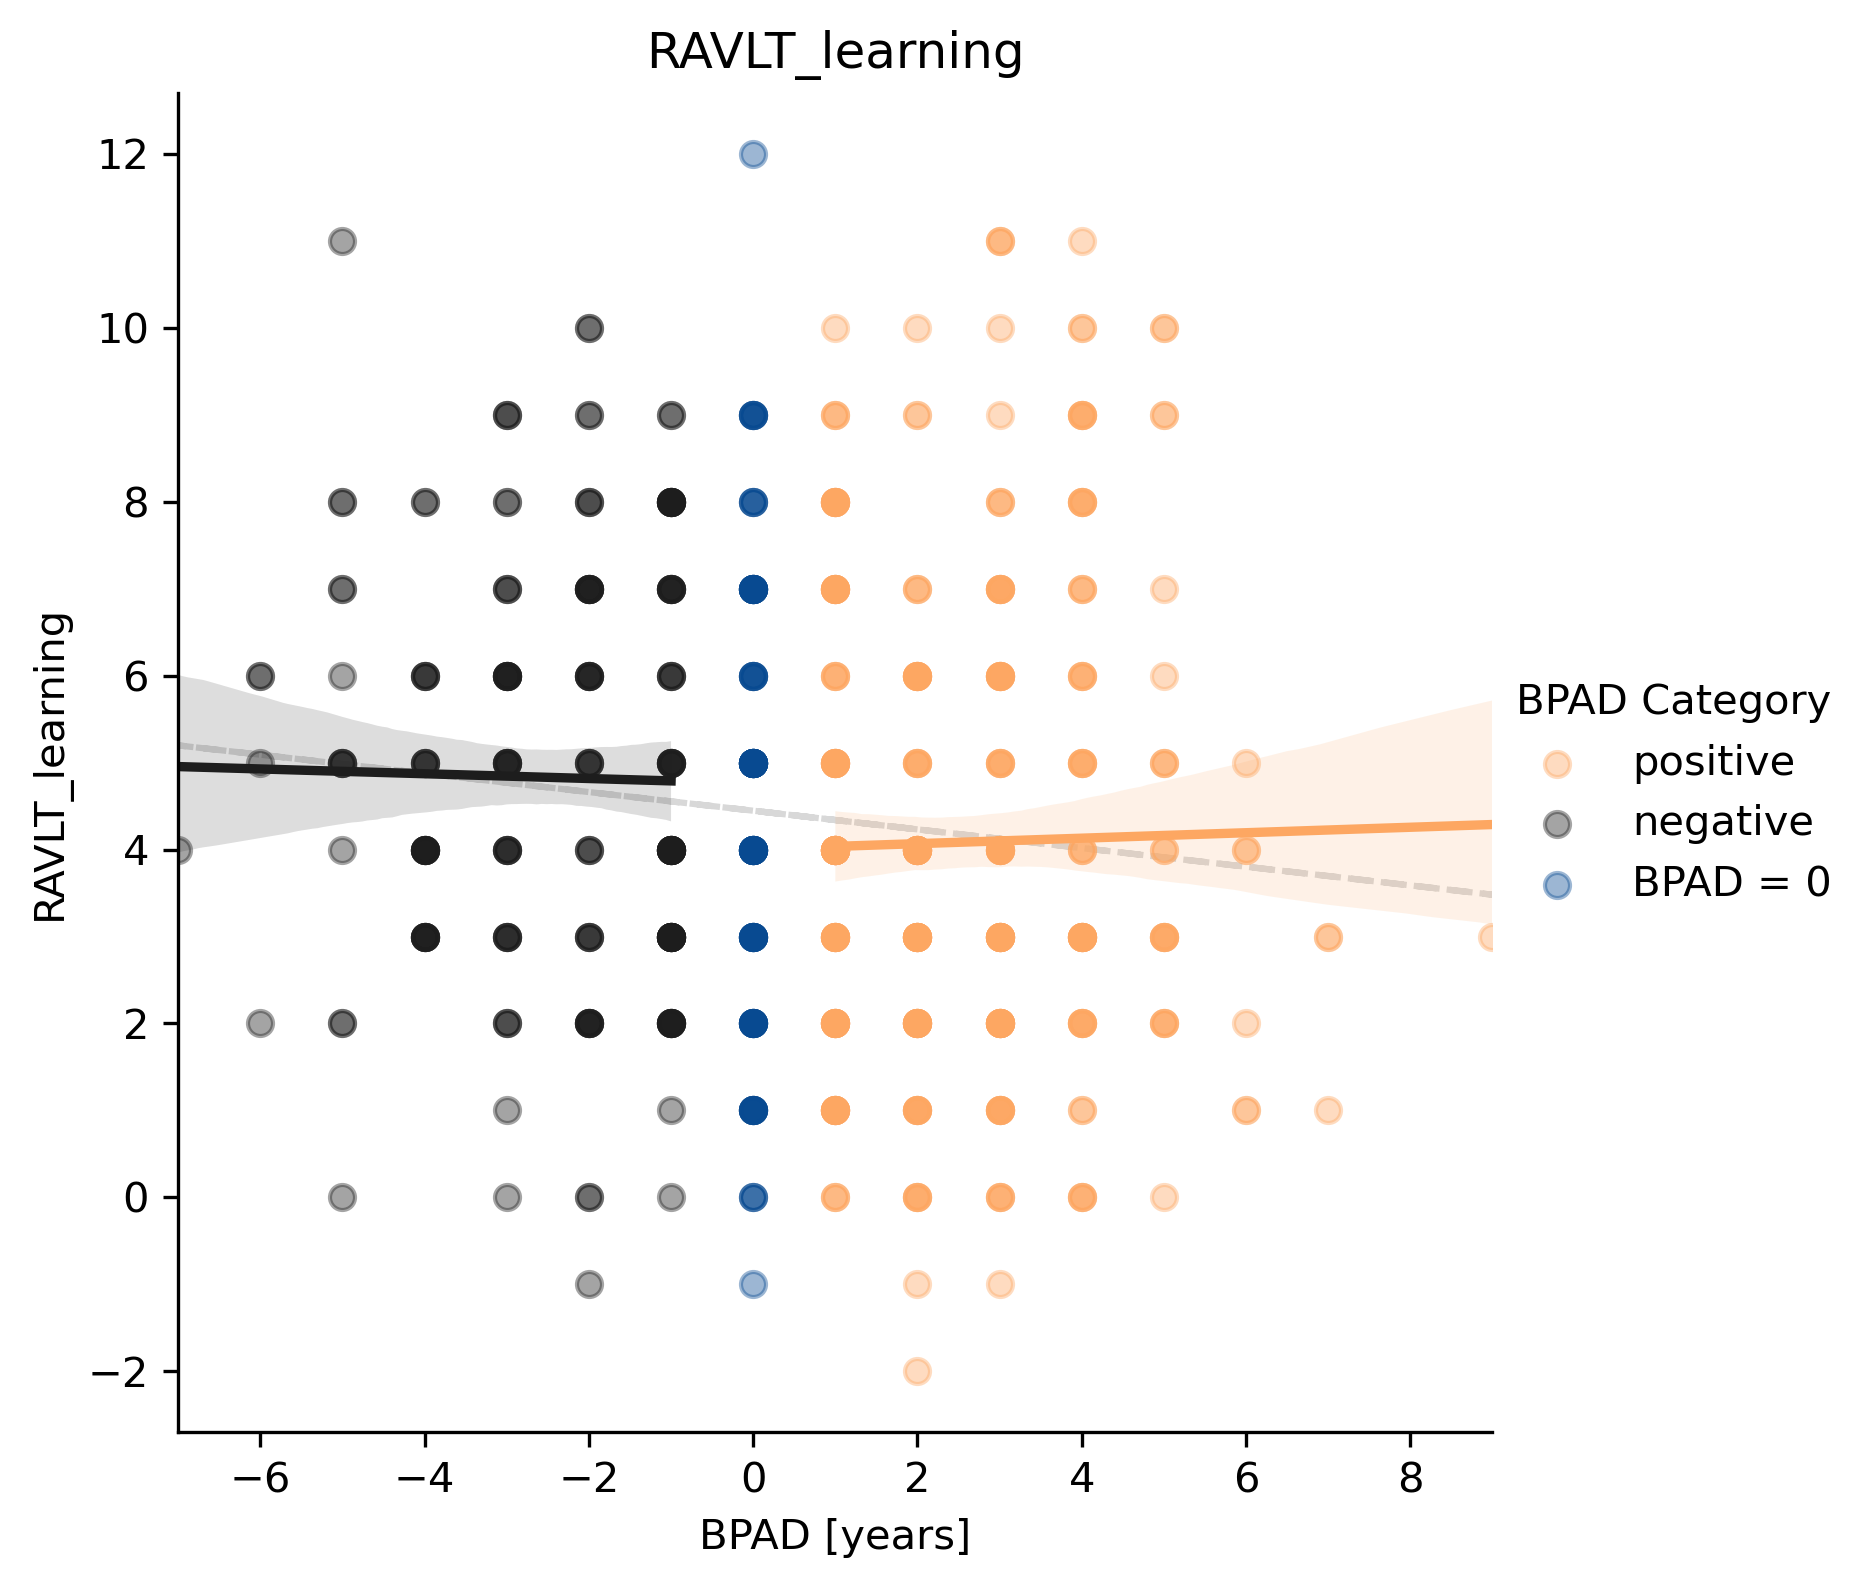 RAVLT_learning
12
10
8
6
4
2
0
−2
RAVLT_learning
−6
−4
−2
0
2
4
6
8
BPAD [years]
BPAD Category
positive
negative
BPAD = 0